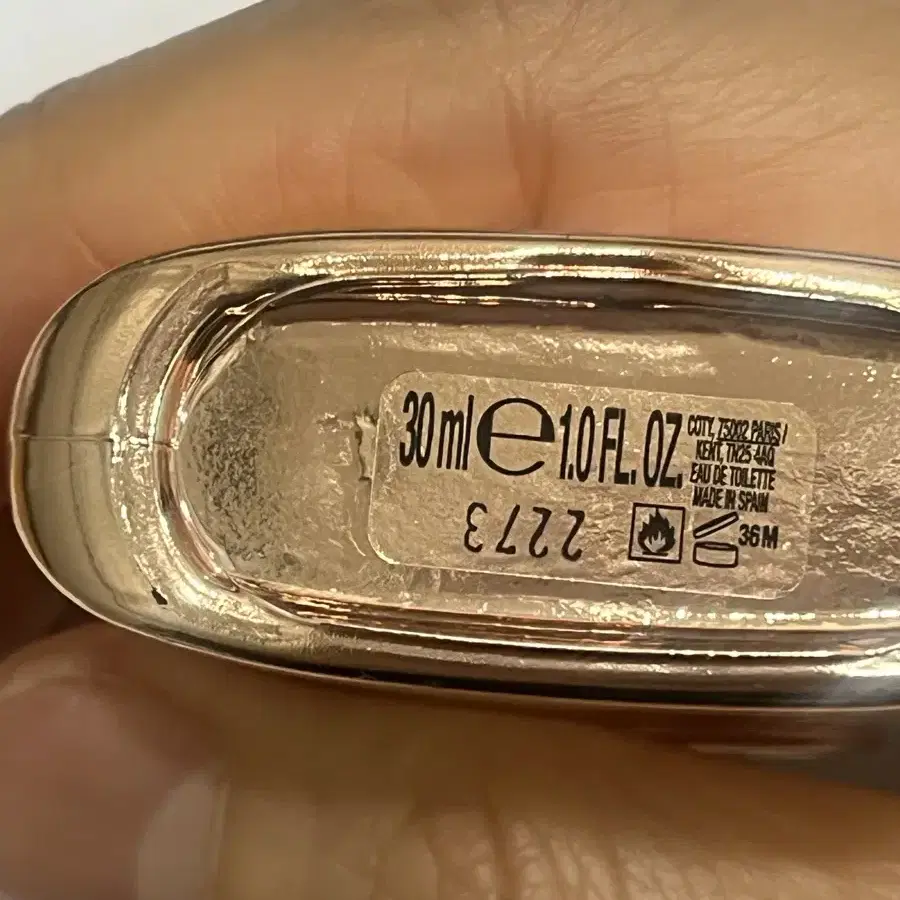 30 ml e 1.0 FL. OZ.
COTY, 75002 PARIS /
KENT, TN25 4AQ
EAU DE TOILETTE
MADE IN SPAIN
2273
36 M